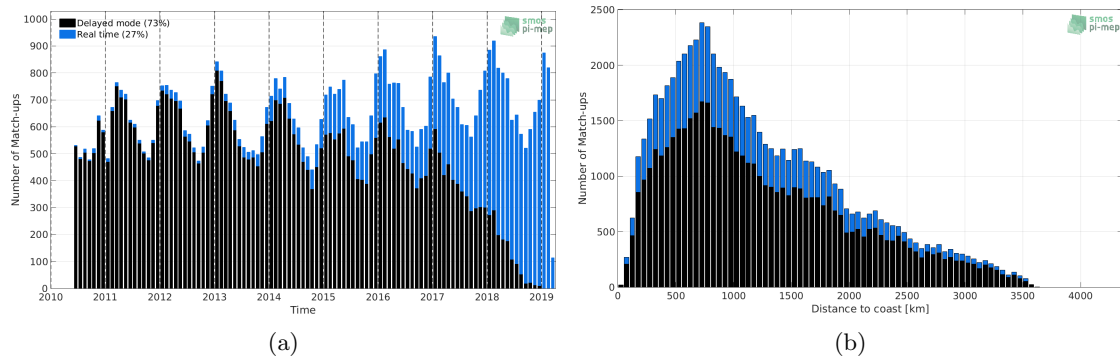 Delayed mode (73%)
Real time (27%)
smos
pi-mep
Number of Match-ups
1000
900
800
700
600
500
400
300
200
100
0
2010 2011 2012 2013 2014 2015 2016 2017 2018 2019
Time
(a)
smos
pi-mep
Number of Match-ups
2500
2000
1500
1000
500
0
0 500 1000 1500 2000 2500 3000 3500 4000
Distance to coast [km]
(b)